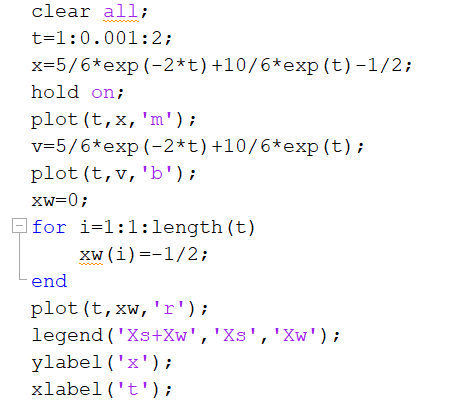 clear all;
t=1:0.001:2;
x=5/6*exp(-2*t)+10/6*exp(t)-1/2;
hold on;
plot(t,x,'m');
v=5/6*exp(-2*t)+10/6*exp(t);
plot(t,v,'b');
xw=0;
for i=1:1:length(t)
    xw(i)=-1/2;
end
plot(t,xw,'r');
legend('Xs+Xw','Xs','Xw');
ylabel('x');
xlabel('t');